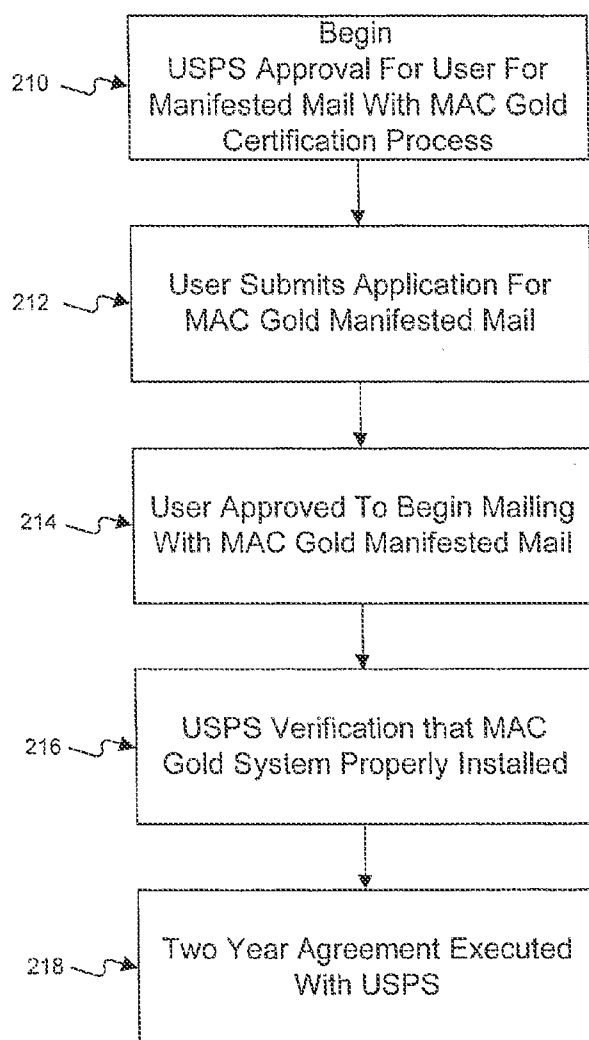 Begin
210
USPS Approval For User For
Manifested Mail With MAC Gold
Certification Process
212
User Submits Application For
MAC Gold Manifested Mail
214
User Approved To Begin Mailing
With MAC Gold Manifested Mail
216
USPS Verification that MAC
Gold System Properly Installed
218
Two Year Agreement Executed
With USPS